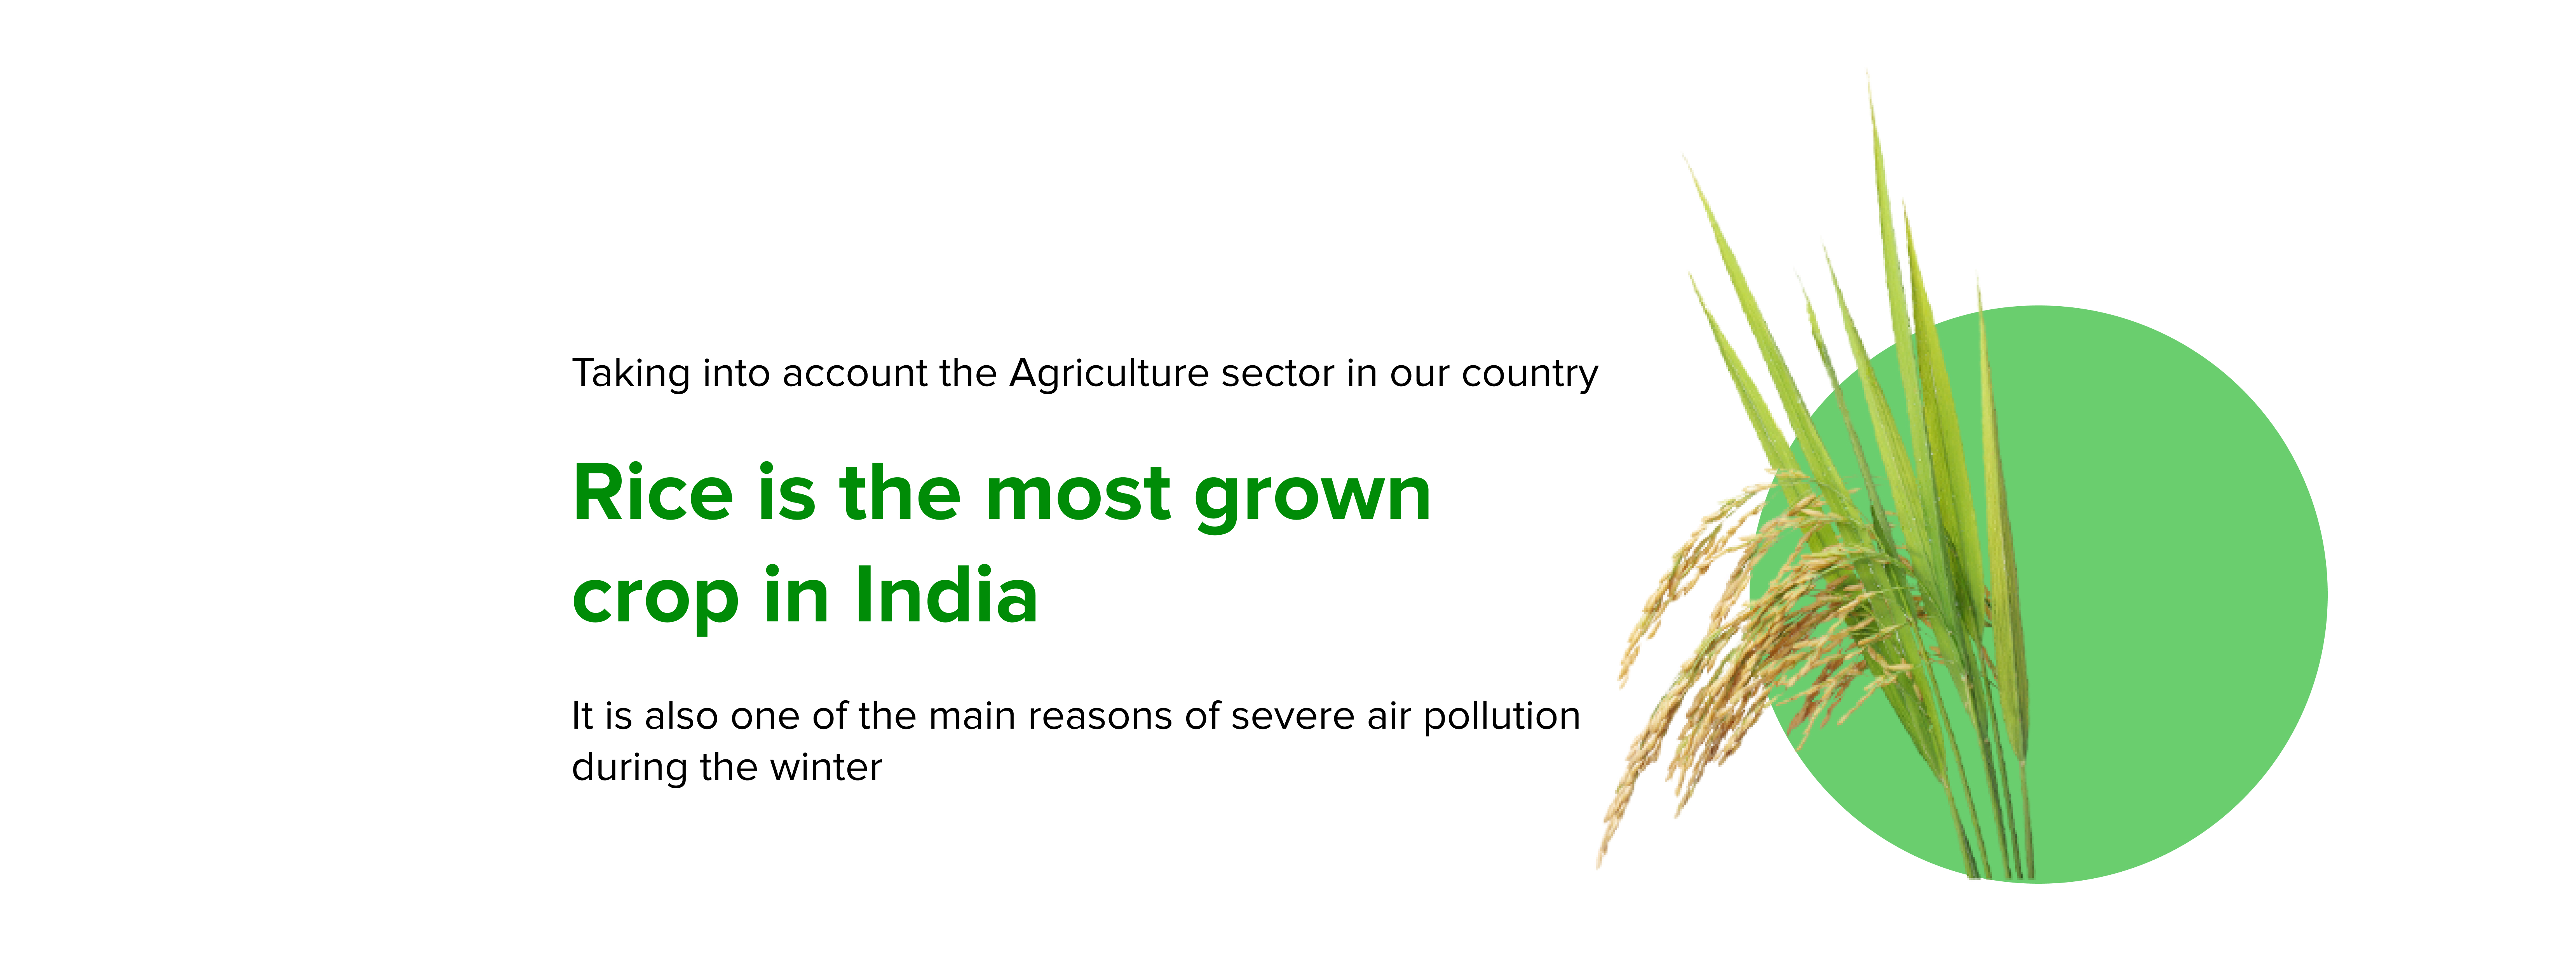 Taking into account the Agriculture sector in our country
Rice is the most grown
crop in India
It is also one of the main reasons of severe air pollution
during the winter